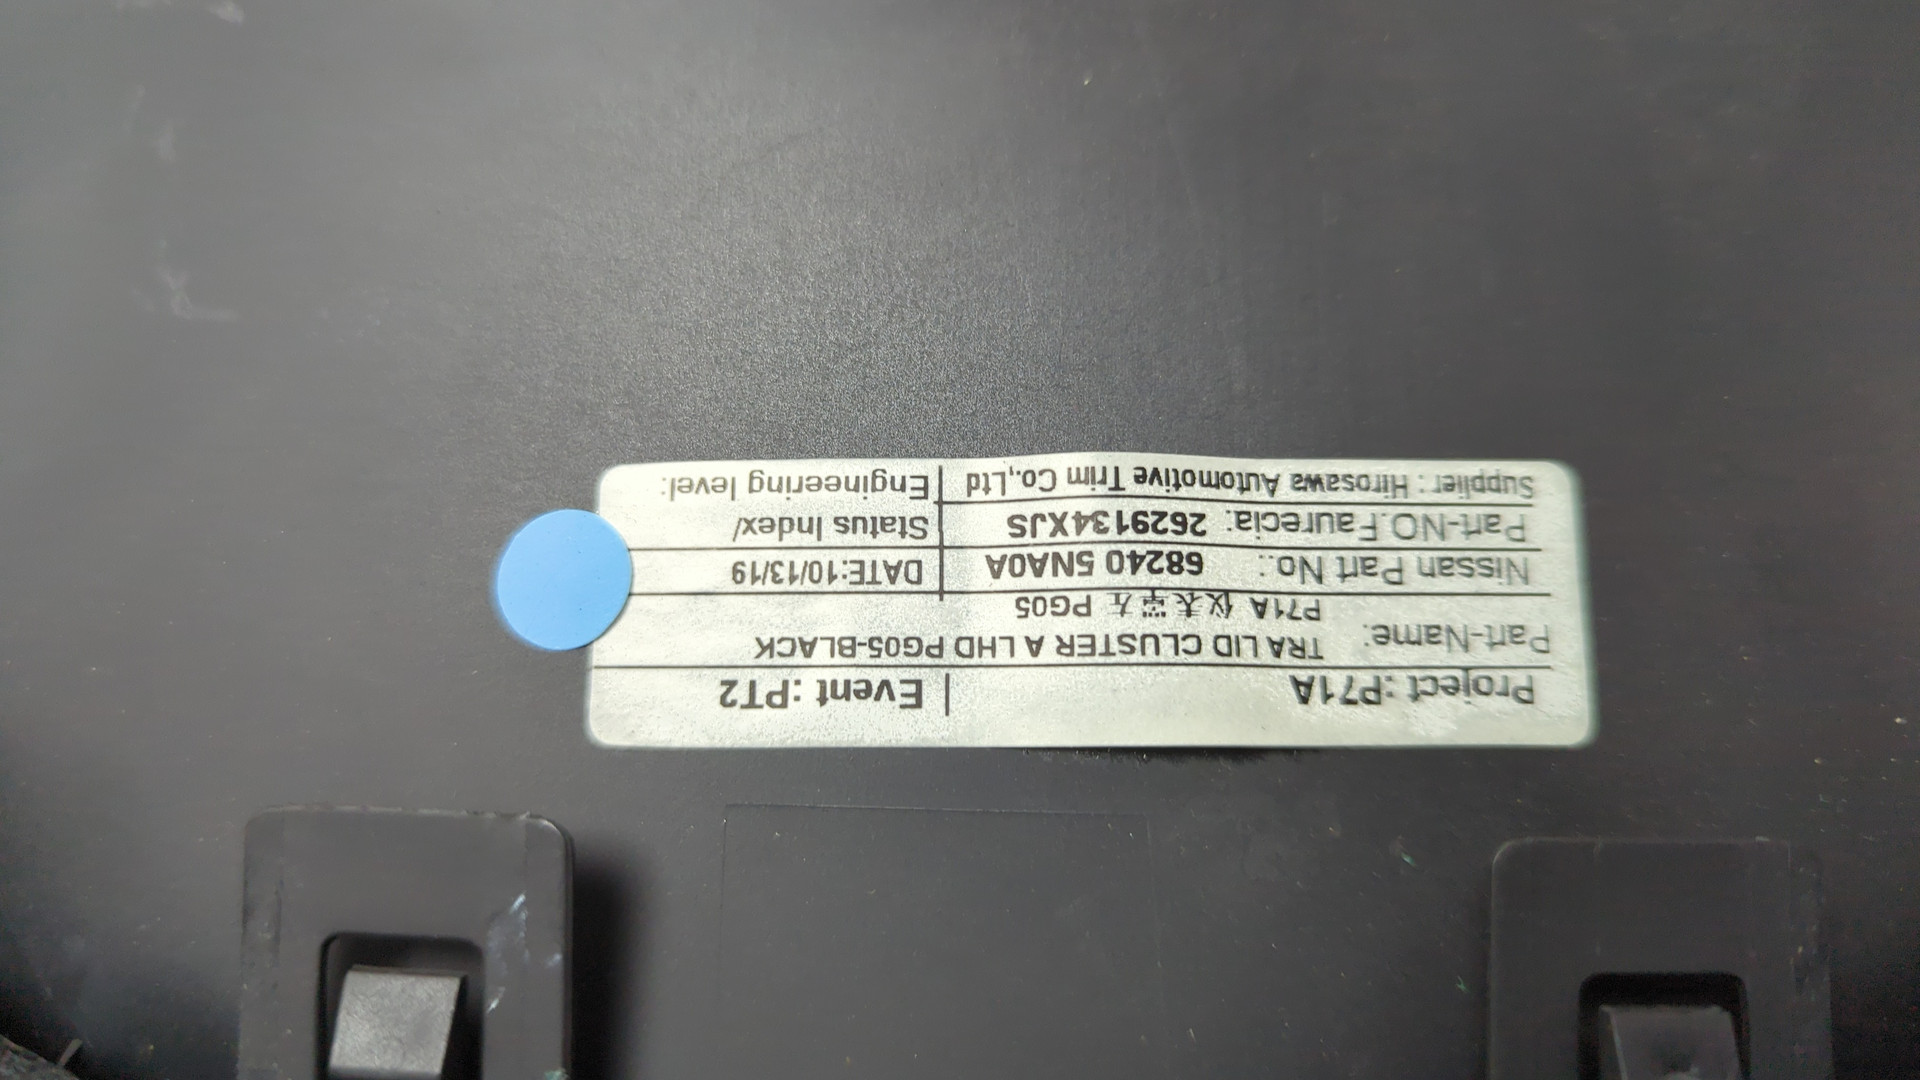 Project : P71A | Event : PT2
Part-Name: TRA LID CLUSTER A LHD PG05-BLACK
P71A 仪表罩左 PG05
Nissan Part No.: 68240 5NA0A DATE:10/13/19
Part-NO.Faurecia: 2629134XJS Status Index/
Supplier : Hirosawa Automotive Trim Co.,Ltd Engineering level: